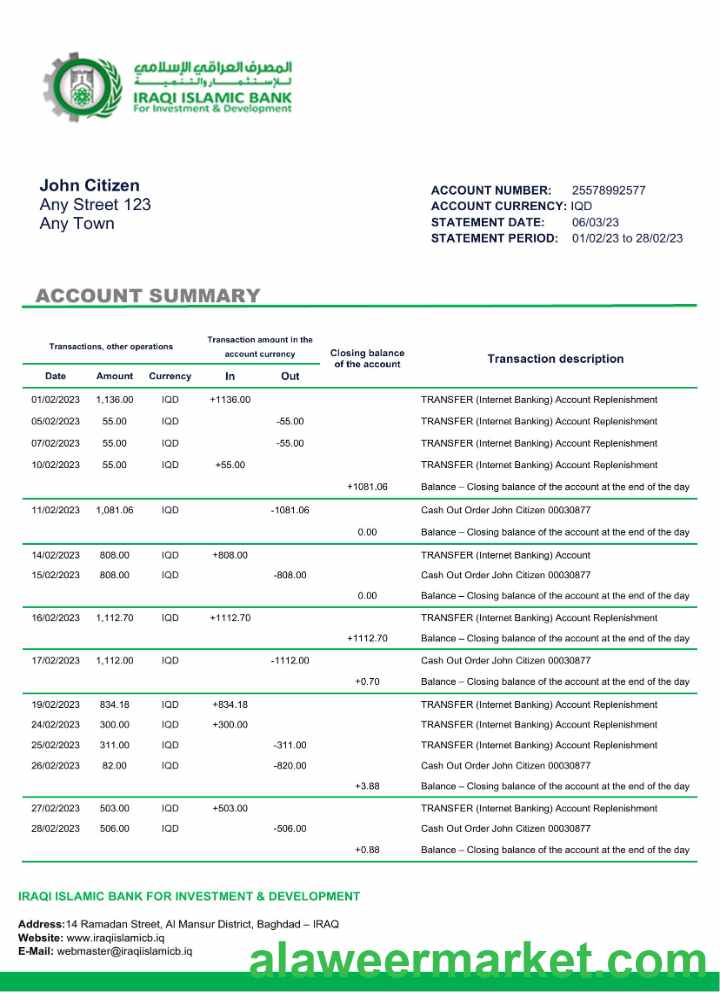 المصرف العراقي الإسلامي
للإستثمار والتنمية
IRAQI ISLAMIC BANK
For Investment & Development
John Citizen
Any Street 123
Any Town
ACCOUNT NUMBER: 25578992577
ACCOUNT CURRENCY: IQD
STATEMENT DATE: 06/03/23
STATEMENT PERIOD: 01/02/23 to 28/02/23
ACCOUNT SUMMARY
Transactions, other operations
Transaction amount in the
account currency
Closing balance
of the account
Transaction description
Date Amount Currency In Out
01/02/2023 1,136.00 IQD +1136.00 TRANSFER (Internet Banking) Account Replenishment
05/02/2023 55.00 IQD -55.00 TRANSFER (Internet Banking) Account Replenishment
07/02/2023 55.00 IQD -55.00 TRANSFER (Internet Banking) Account Replenishment
10/02/2023 55.00 IQD +55.00 TRANSFER (Internet Banking) Account Replenishment
+1081.06 Balance – Closing balance of the account at the end of the day
11/02/2023 1,081.06 IQD -1081.06 Cash Out Order John Citizen 00030877
0.00 Balance – Closing balance of the account at the end of the day
14/02/2023 808.00 IQD +808.00 TRANSFER (Internet Banking) Account
15/02/2023 808.00 IQD -808.00 Cash Out Order John Citizen 00030877
0.00 Balance – Closing balance of the account at the end of the day
16/02/2023 1,112.70 IQD +1112.70 TRANSFER (Internet Banking) Account Replenishment
+1112.70 Balance – Closing balance of the account at the end of the day
17/02/2023 1,112.00 IQD -1112.00 Cash Out Order John Citizen 00030877
+0.70 Balance – Closing balance of the account at the end of the day
19/02/2023 834.18 IQD +834.18 TRANSFER (Internet Banking) Account Replenishment
24/02/2023 300.00 IQD +300.00 TRANSFER (Internet Banking) Account Replenishment
25/02/2023 311.00 IQD -311.00 TRANSFER (Internet Banking) Account Replenishment
26/02/2023 82.00 IQD -820.00 Cash Out Order John Citizen 00030877
+3.88 Balance – Closing balance of the account at the end of the day
27/02/2023 503.00 IQD +503.00 TRANSFER (Internet Banking) Account Replenishment
28/02/2023 506.00 IQD -506.00 Cash Out Order John Citizen 00030877
+0.88 Balance – Closing balance of the account at the end of the day
IRAQI ISLAMIC BANK FOR INVESTMENT & DEVELOPMENT
Address:14 Ramadan Street, Al Mansur District, Baghdad – IRAQ
Website: www.iraqiislamicb.iq
E-Mail: webmaster@iraqiislamicb.iq
alaweermarket.com